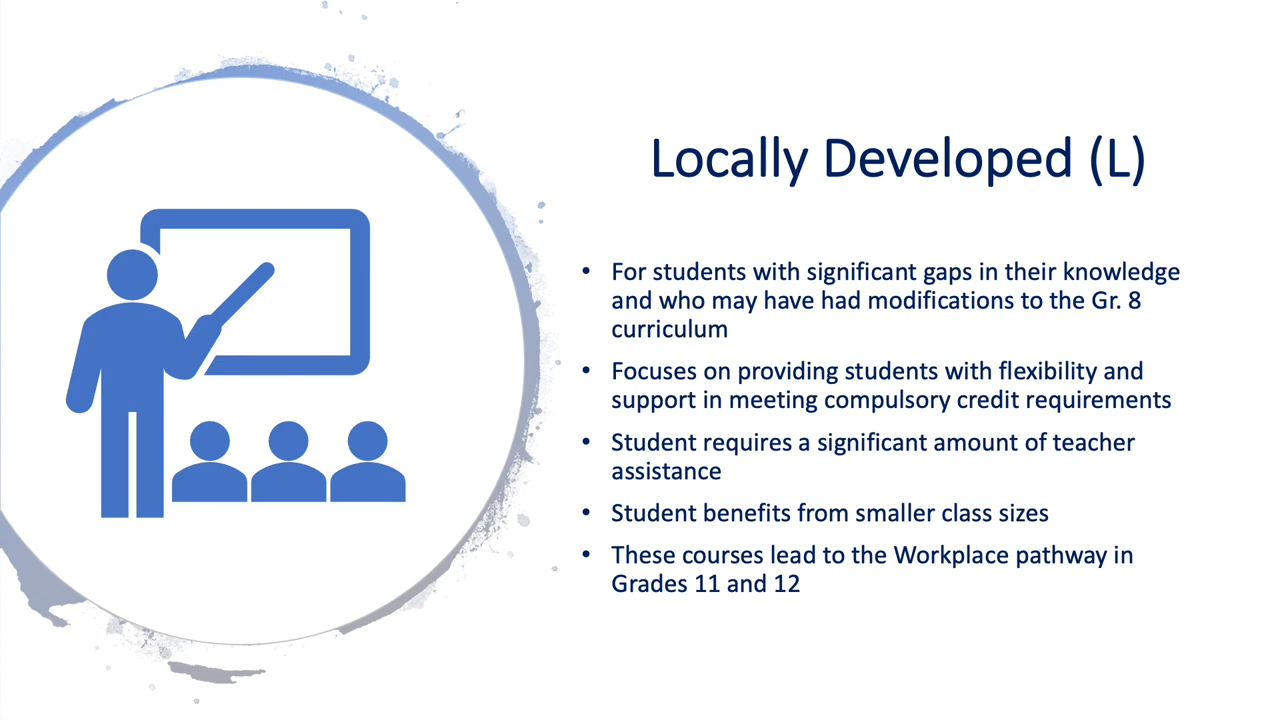 Locally Developed (L)
• For students with significant gaps in their knowledge
and who may have had modifications to the Gr. 8
curriculum
• Focuses on providing students with flexibility and
support in meeting compulsory credit requirements
• Student requires a significant amount of teacher
assistance
• Student benefits from smaller class sizes
• These courses lead to the Workplace pathway in
Grades 11 and 12